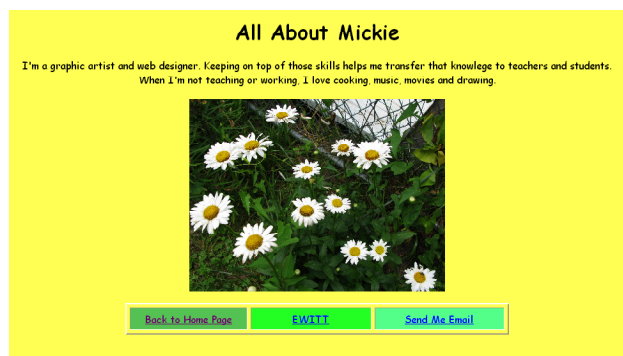 All About Mickie
I'm a graphic artist and web designer. Keeping on top of those skills helps me transfer that knowlege to teachers and students.
When I'm not teaching or working, I love cooking, music, movies and drawing.
Back to Home Page
EWITT
Send Me Email